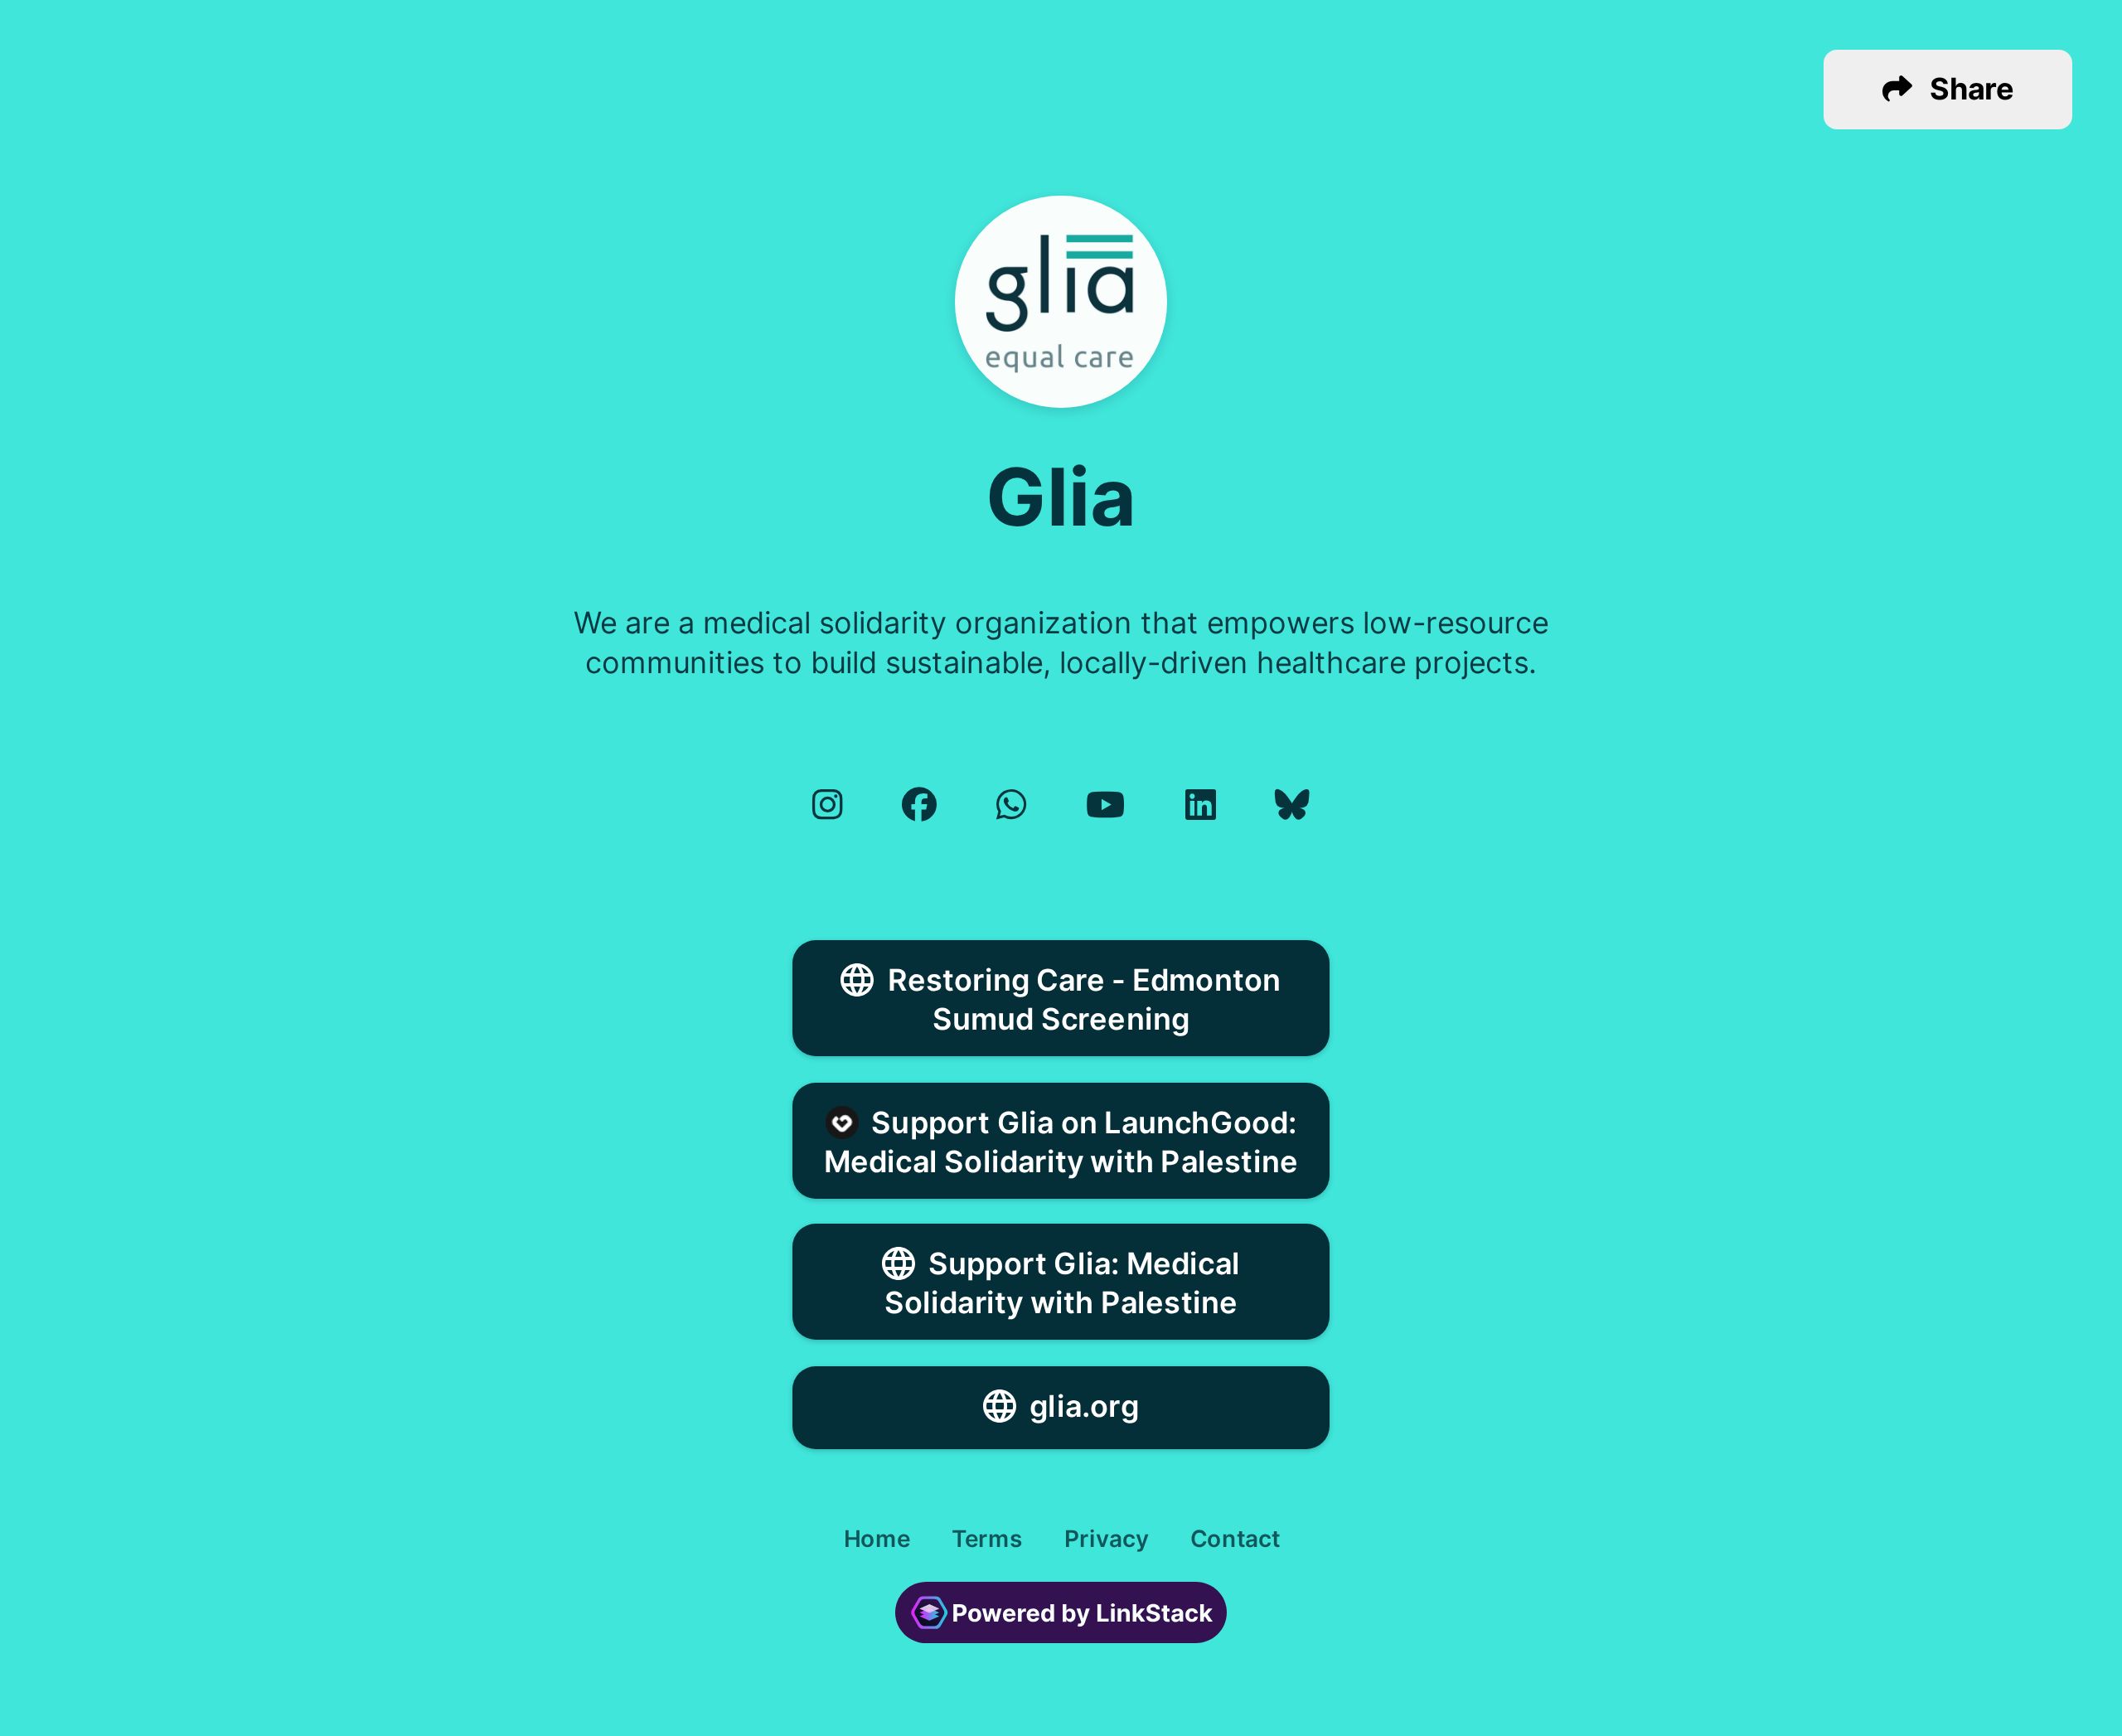 Share
glia
equal care
Glia
We are a medical solidarity organization that empowers low-resource
communities to build sustainable, locally-driven healthcare projects.
Restoring Care - Edmonton
Sumud Screening
Support Glia on LaunchGood:
Medical Solidarity with Palestine
Support Glia: Medical
Solidarity with Palestine
glia.org
Home Terms Privacy Contact
Powered by LinkStack